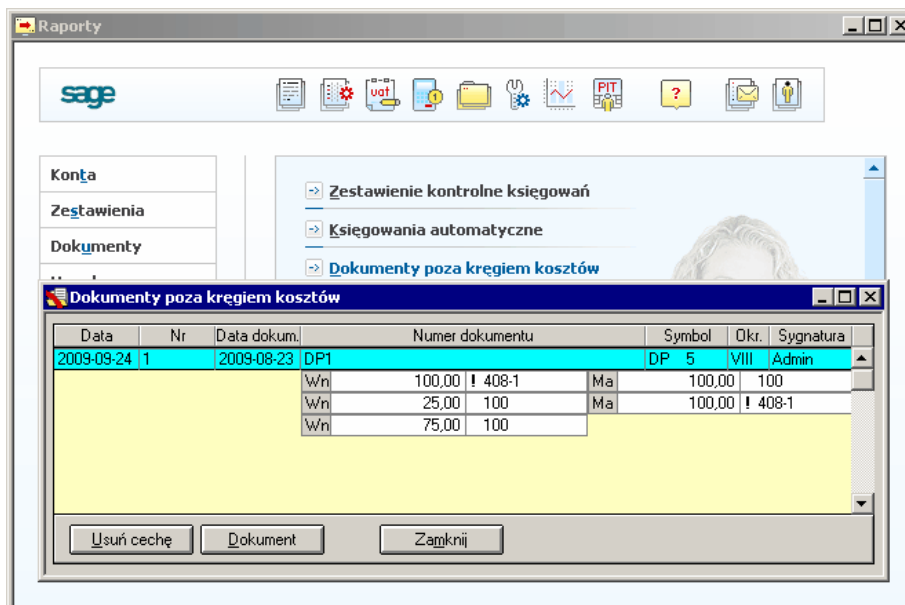 Raporty
sage
vat
1
PIT
?
Konta
Zestawienia
Dokumenty
Zestawienie kontrolne księgowań
Księgowania automatyczne
Dokumenty poza kręgiem kosztów
Dokumenty poza kręgiem kosztów
Data Nr Data dokum. Numer dokumentu Symbol Okr. Sygnatura
2009-09-24 1 2009-08-23 DP1 DP 5 VIII Admin
Wn 100,00 ! 408-1 Ma 100,00 100
Wn 25,00 100 Ma 100,00 ! 408-1
Wn 75,00 100
Usuń cechę Dokument Zamknij